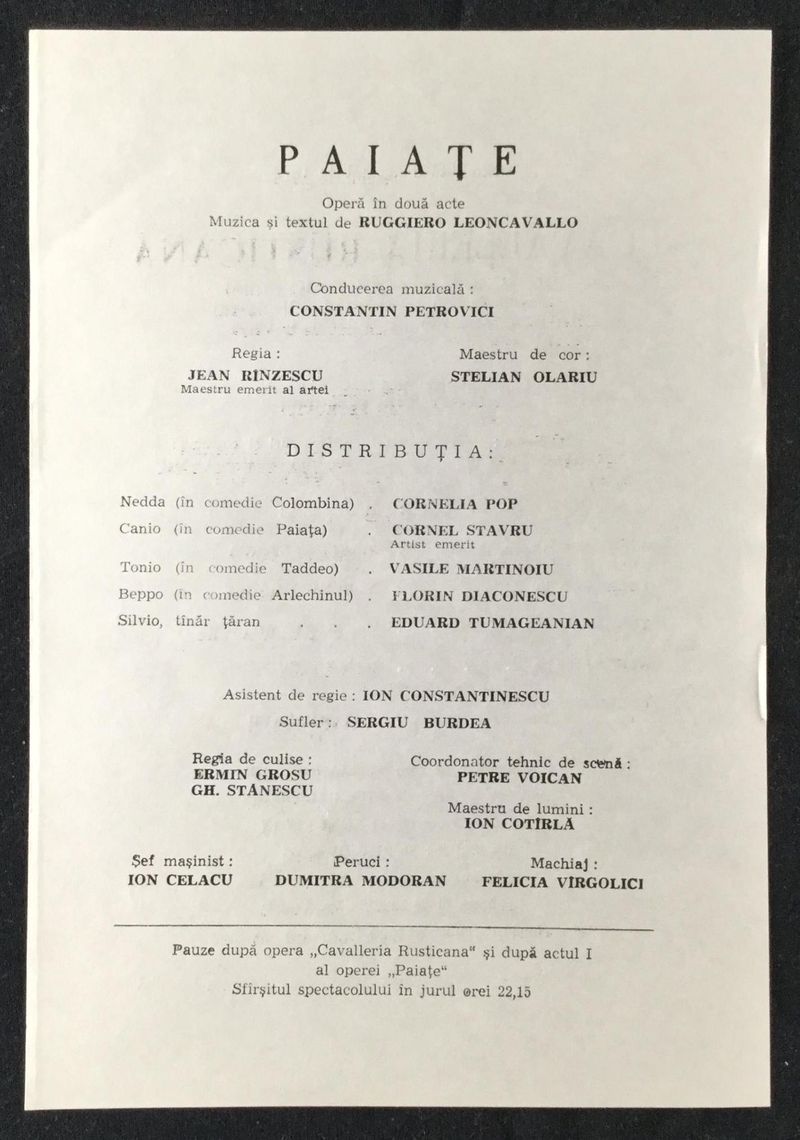 PAIAŢE
Operă în două acte
Muzica şi textul de RUGGIERO LEONCAVALLO
Conducerea muzicală :
CONSTANTIN PETROVICI
Regia :
JEAN RÎNZESCU
Maestru emerit al artei
Maestru de cor :
STELIAN OLARIU
DISTRIBUŢIA:
Nedda (în comedie Colombina) . CORNELIA POP
Canio (în comedie Paiaţa) . CORNEL STAVRU
Artist emerit
Tonio (în comedie Taddeo) . VASILE MARTINOIU
Beppo (în comedie Arlechinul) . FLORIN DIACONESCU
Silvio, tînăr ţăran . . . EDUARD TUMAGEANIAN
Asistent de regie : ION CONSTANTINESCU
Sufler : SERGIU BURDEA
Regia de culise :
ERMIN GROSU
GH. STĂNESCU
Coordonator tehnic de scenă :
PETRE VOICAN
Maestru de lumini :
ION COTÎRLĂ
Şef maşinist :
ION CELACU
Peruci :
DUMITRA MODORAN
Machiaj :
FELICIA VÎRGOLICI
Pauze după opera „Cavalleria Rusticana“ şi după actul I
al operei „Paiaţe“
Sfîrşitul spectacolului în jurul orei 22,15